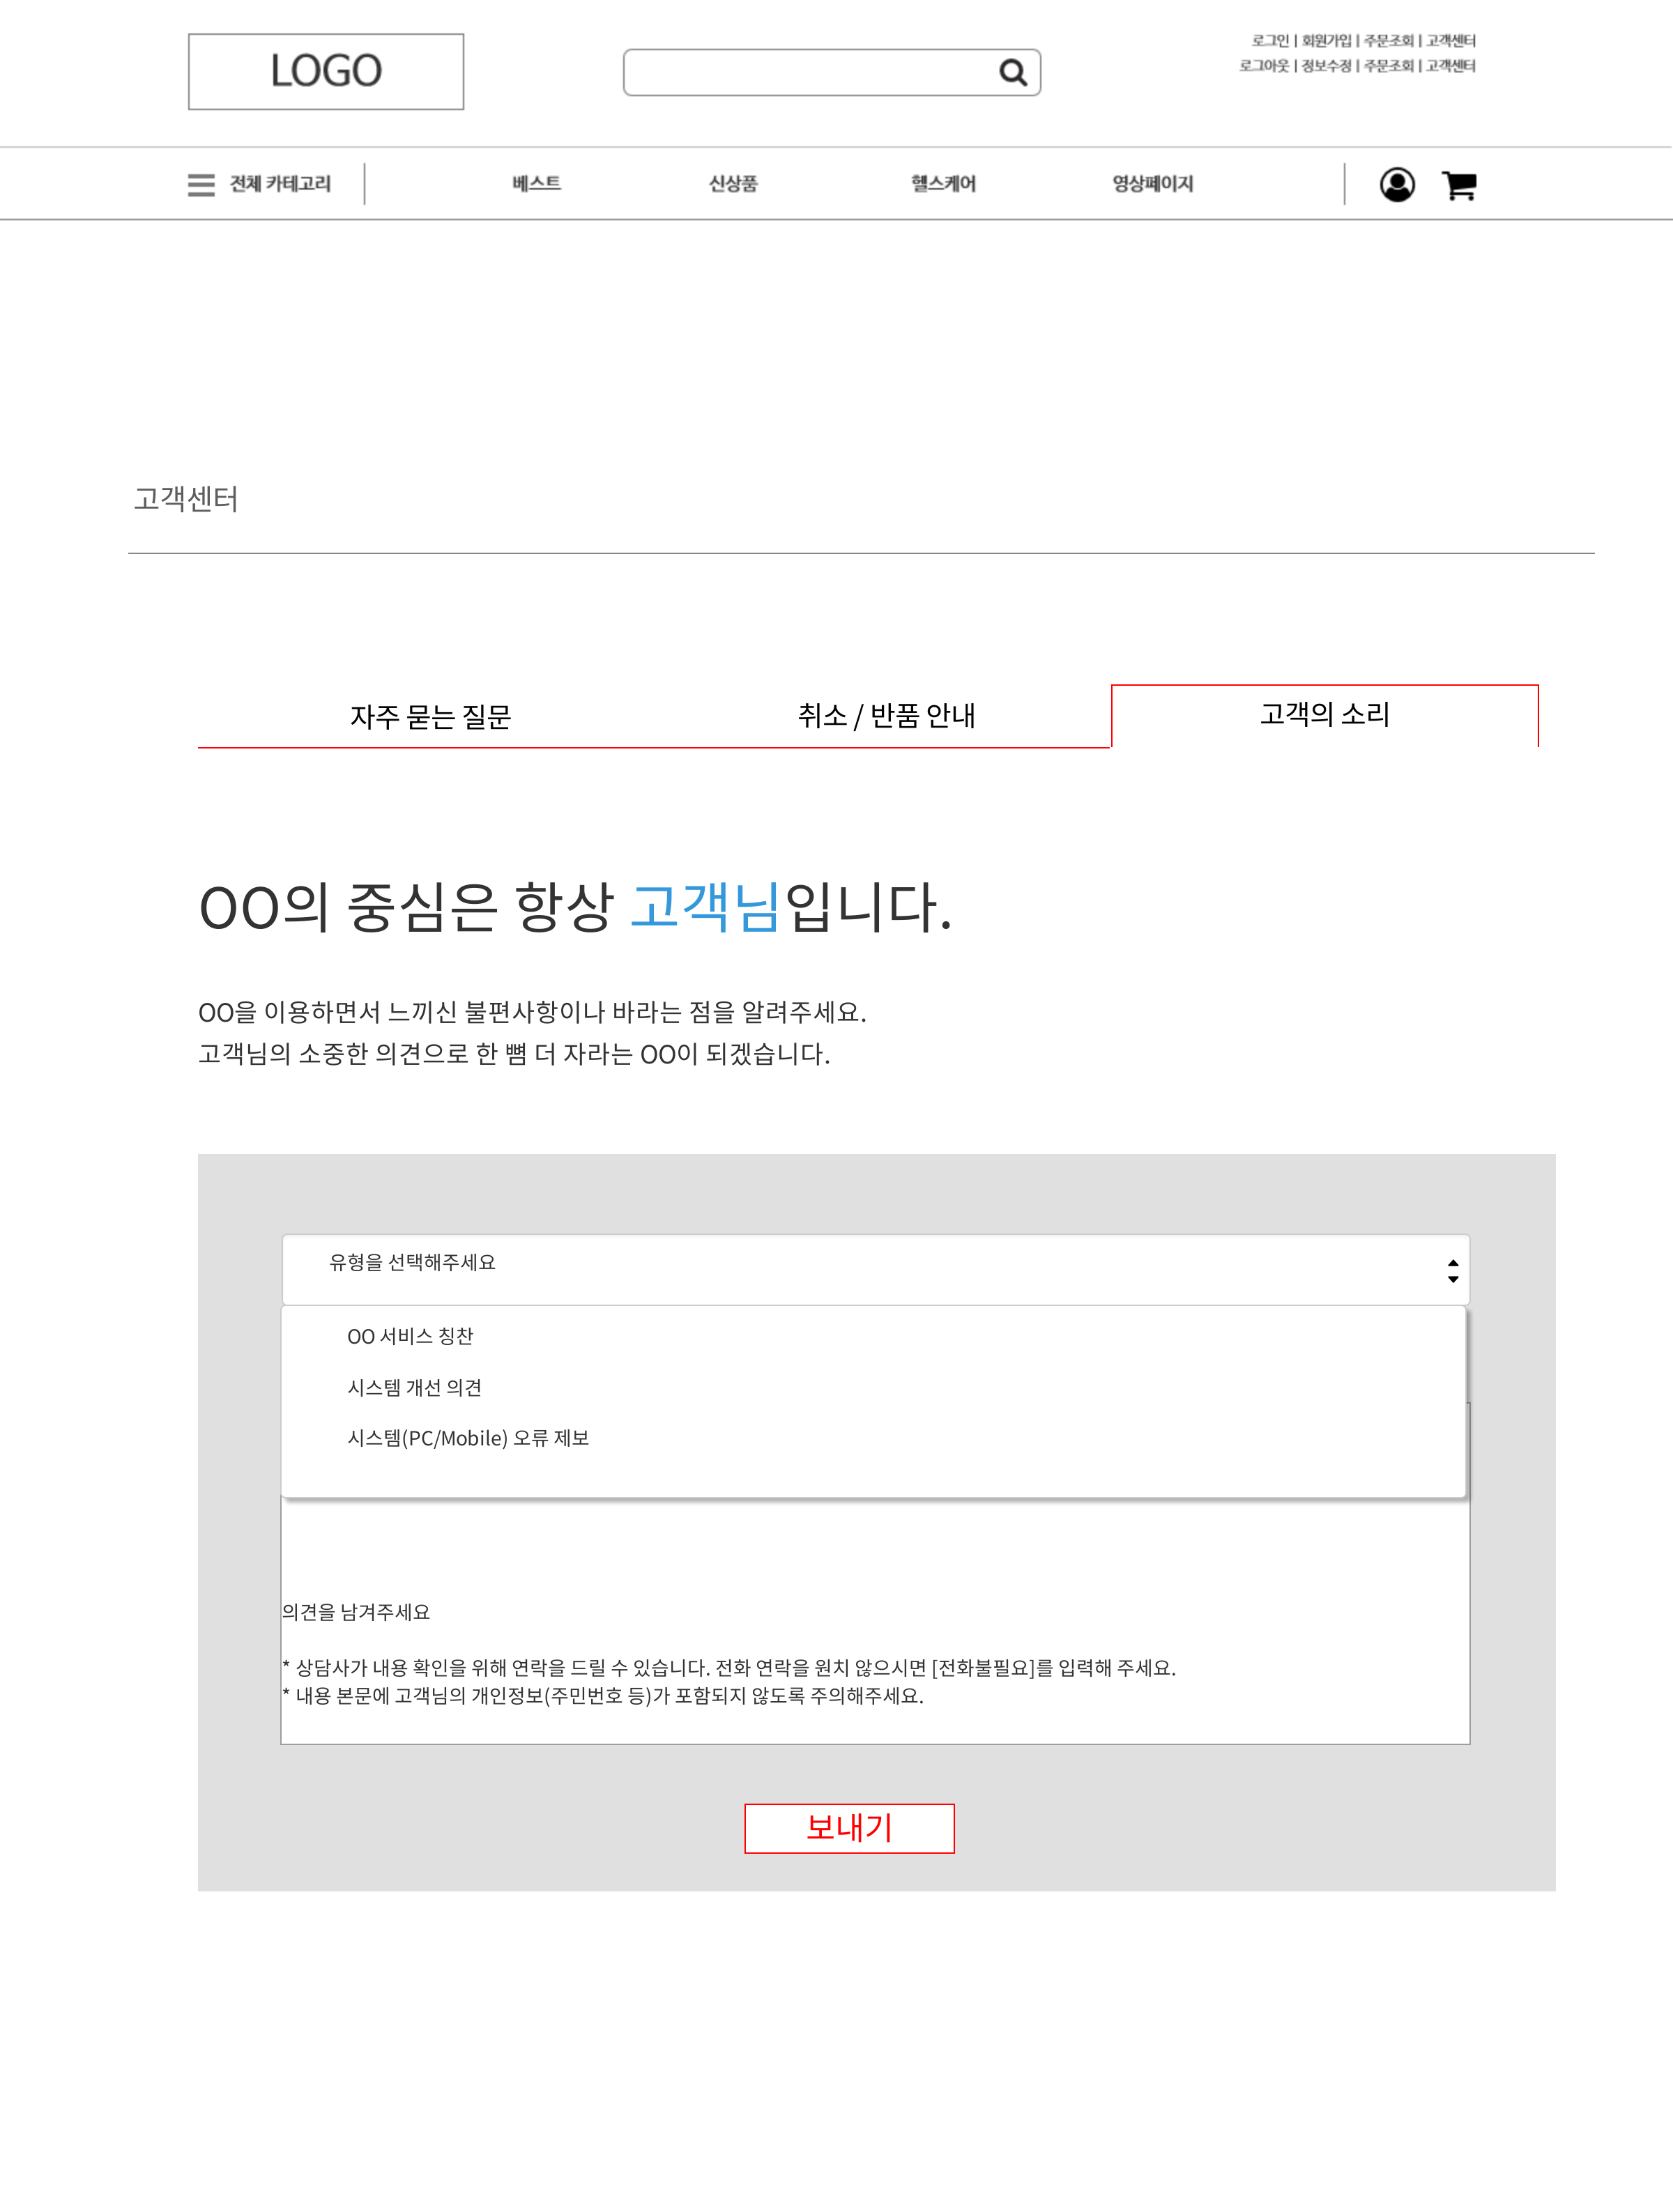 LOGO
로그인 | 회원가입 | 주문조회 | 고객센터
로그아웃 | 정보수정 | 주문조회 | 고객센터
전체 카테고리
베스트
신상품
헬스케어
영상페이지
고객센터
자주 묻는 질문
취소 / 반품 안내
고객의 소리
OO의 중심은 항상 고객님입니다.
OO을 이용하면서 느끼신 불편사항이나 바라는 점을 알려주세요.
고객님의 소중한 의견으로 한 뼘 더 자라는 OO이 되겠습니다.
유형을 선택해주세요
OO 서비스 칭찬
시스템 개선 의견
시스템(PC/Mobile) 오류 제보
의견을 남겨주세요
* 상담사가 내용 확인을 위해 연락을 드릴 수 있습니다. 전화 연락을 원치 않으시면 [전화불필요]를 입력해 주세요.
* 내용 본문에 고객님의 개인정보(주민번호 등)가 포함되지 않도록 주의해주세요.
보내기